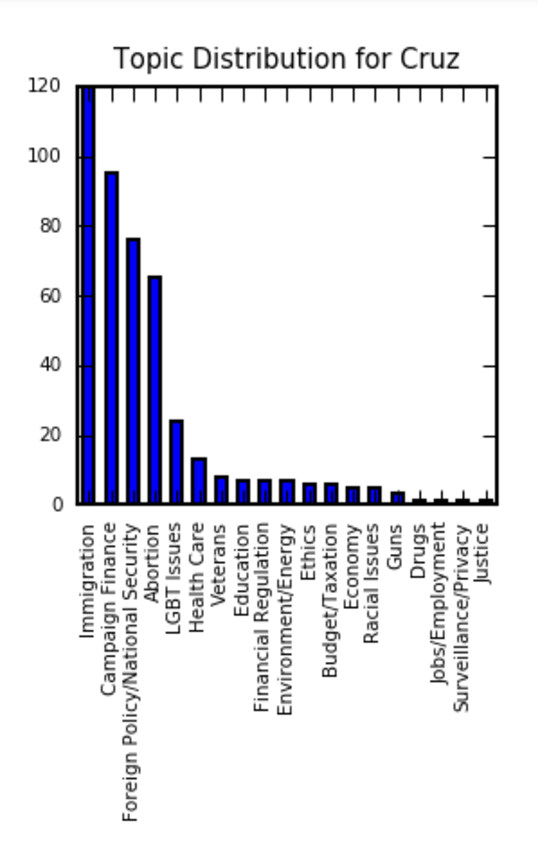 Topic Distribution for Cruz
120
100
80
60
40
20
0
Immigration
Campaign Finance
Foreign Policy/National Security
Abortion
LGBT Issues
Health Care
Veterans
Education
Financial Regulation
Environment/Energy
Ethics
Budget/Taxation
Economy
Racial Issues
Guns
Drugs
Jobs/Employment
Surveillance/Privacy
Justice